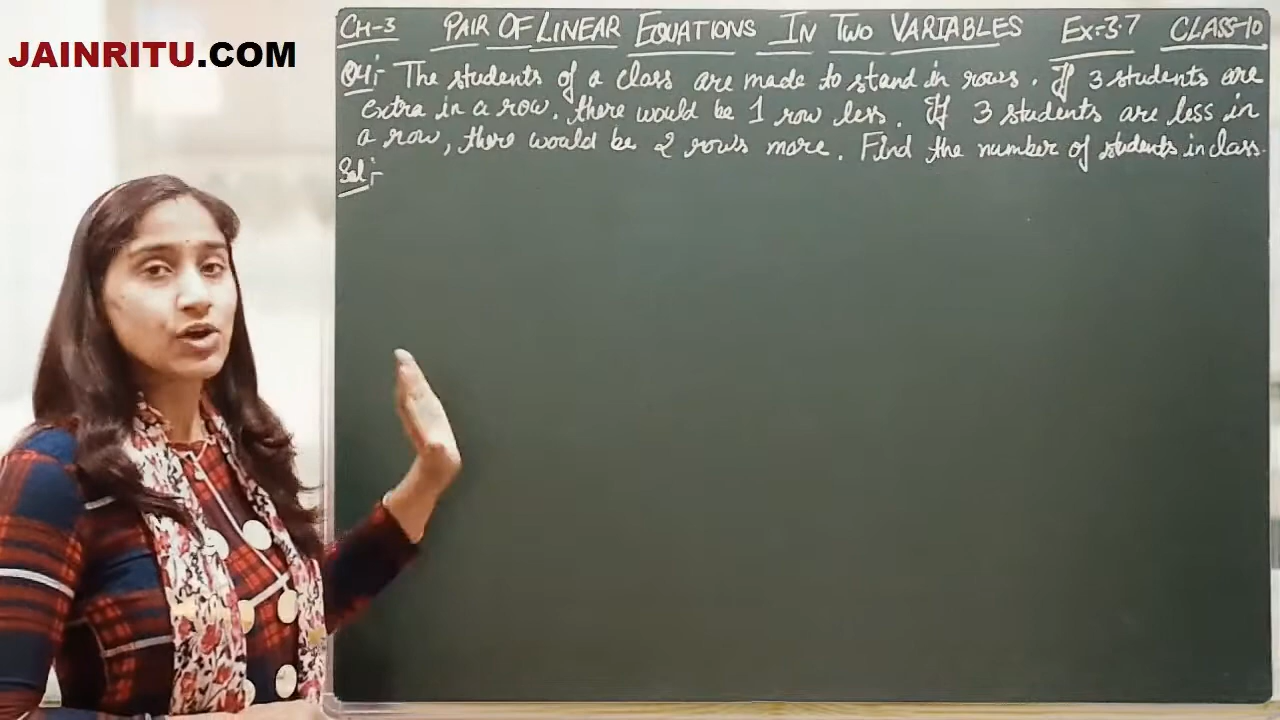 JAINRITU.COM
CH-3 PAIR OF LINEAR EQUATIONS IN TWO VARIABLES Ex-3.7 CLASS-10
Q4:- The students of a class are made to stand in rows. If 3 students are
extra in a row, there would be 1 row less. If 3 students are less in
a row, there would be 2 rows more. Find the number of students in class.
Sol:-